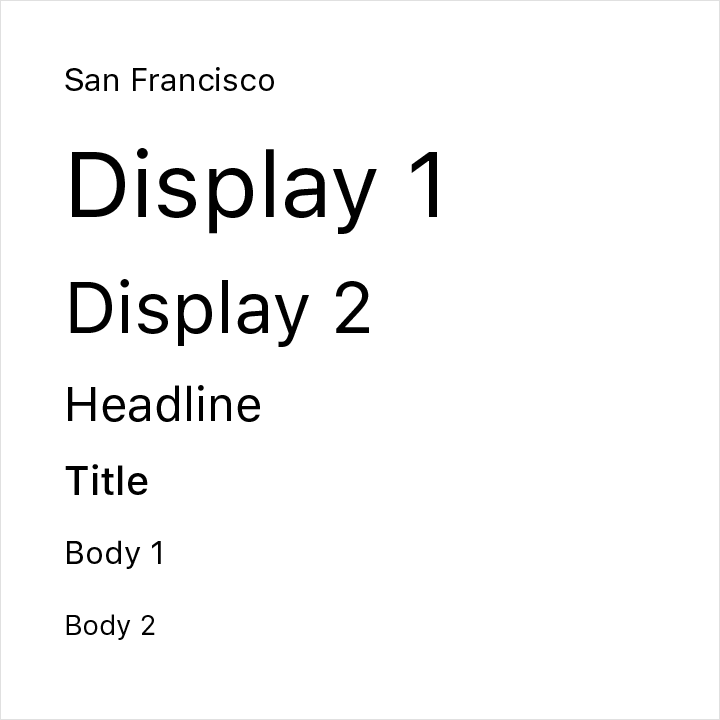 San Francisco
Display 1
Display 2
Headline
Title
Body 1
Body 2